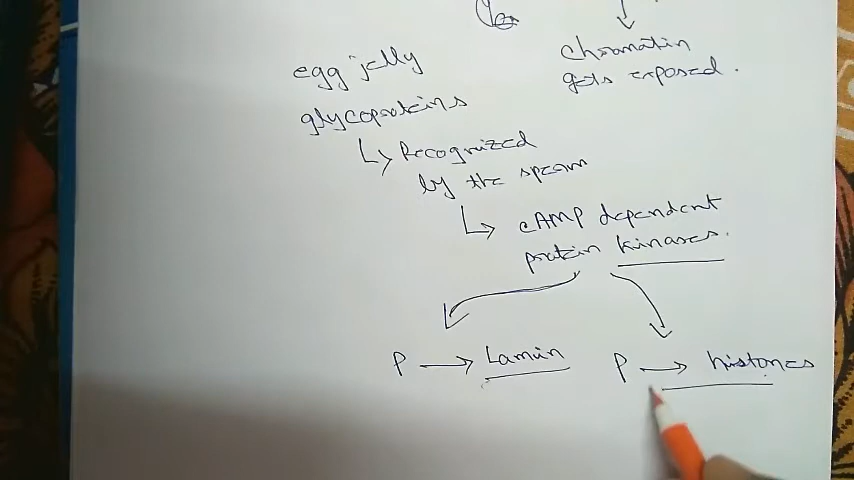 egg jelly
glycoproteins
Recognized
by the sperm
cAMP dependent
protein kinases.
P → Lamin
P → histones
chromatin
gets exposed.